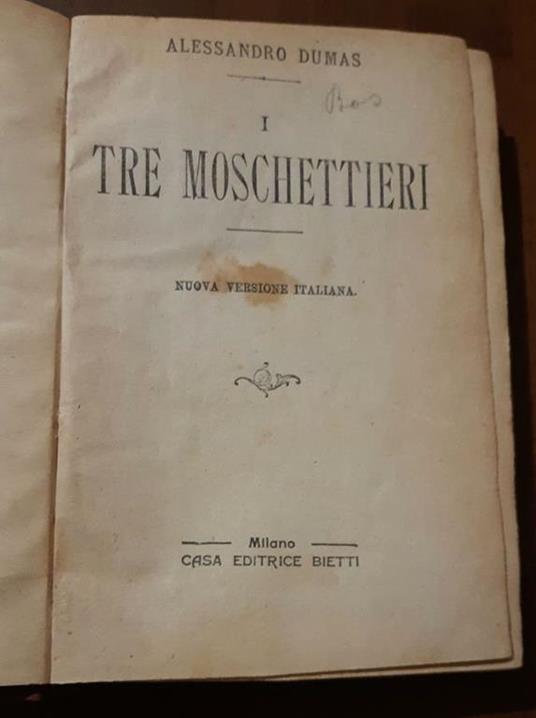 ALESSANDRO DUMAS
I
TRE MOSCHETTIERI
NUOVA VERSIONE ITALIANA.
Milano
CASA EDITRICE BIETTI